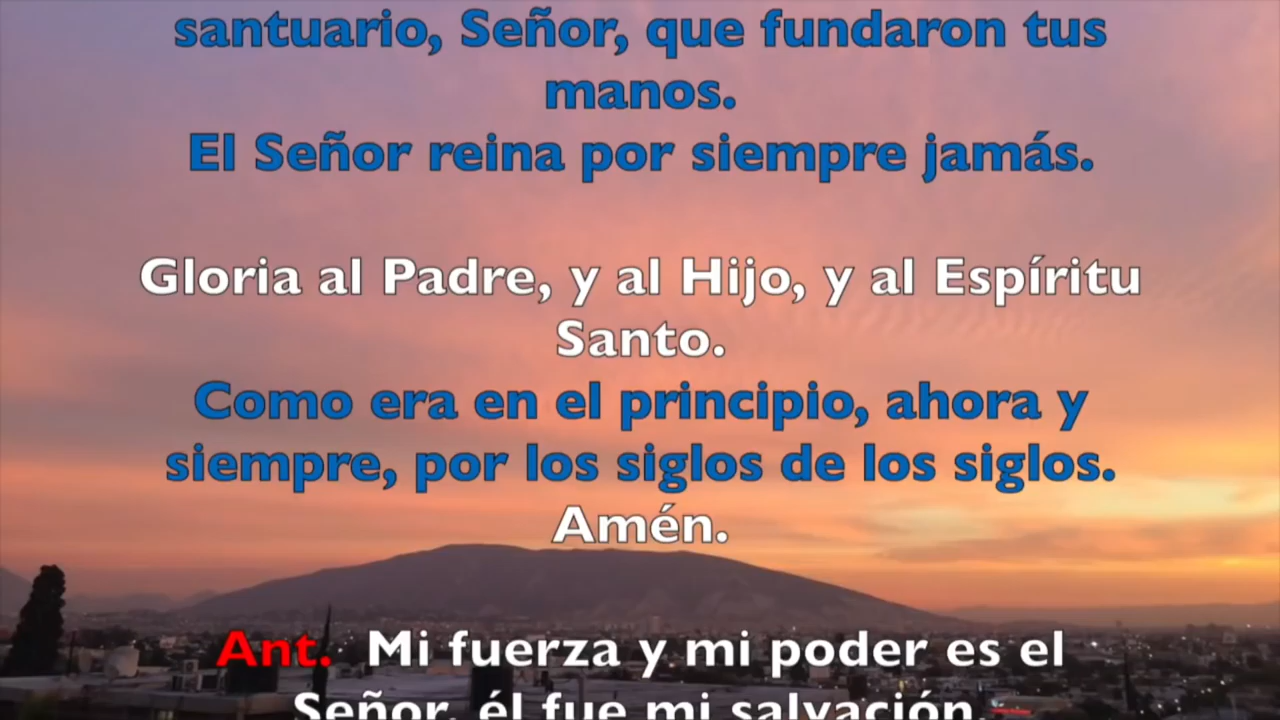 santuario, Señor, que fundaron tus
manos.
El Señor reina por siempre jamás.
Gloria al Padre, y al Hijo, y al Espíritu
Santo.
Como era en el principio, ahora y
siempre, por los siglos de los siglos.
Amén.
Ant. Mi fuerza y mi poder es el
Señor, él fue mi salvación.